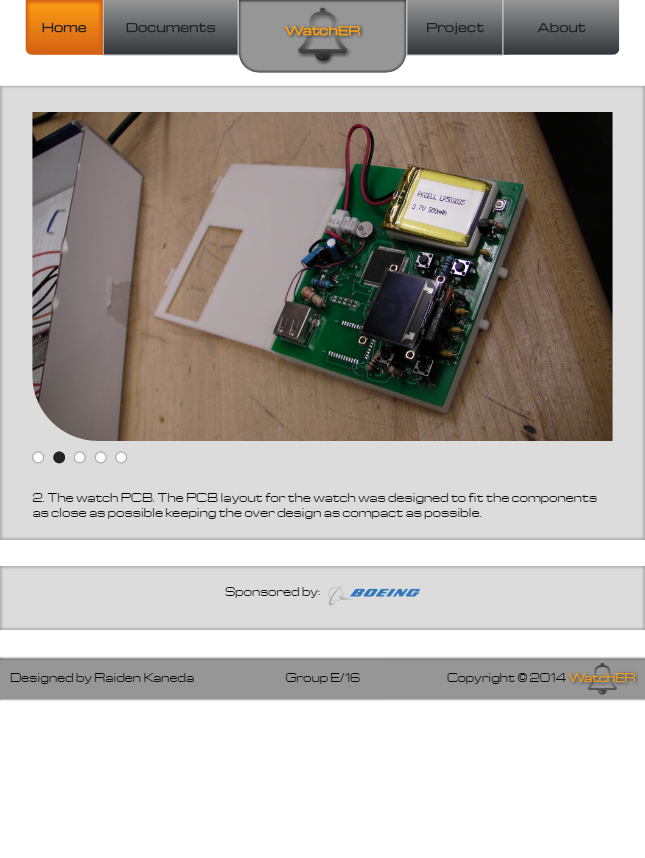 Home
Documents
WatchER
Project
About
PKCELL LP503035
3.7V 500mAh
2. The watch PCB. The PCB layout for the watch was designed to fit the components
as close as possible keeping the over design as compact as possible.
Sponsored by: BOEING
Designed by Raiden Kaneda
Group E/16
Copyright © 2014 WatchER